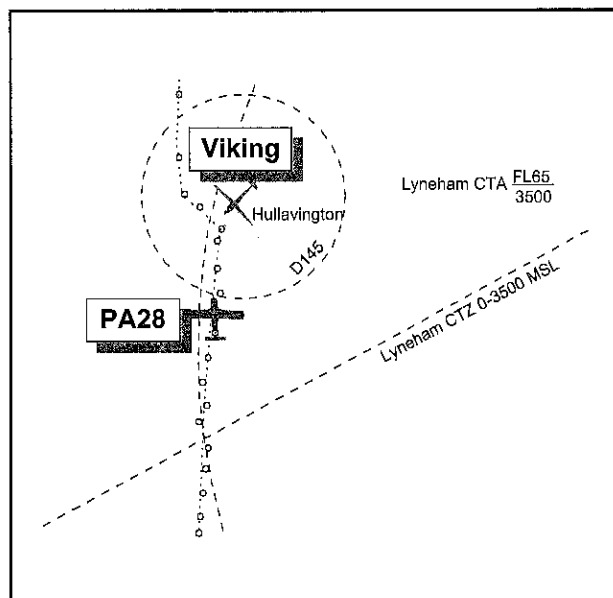 Viking
Lyneham CTA FL65
3500
Hullavington
D145
PA28
Lyneham CTZ 0-3500 MSL